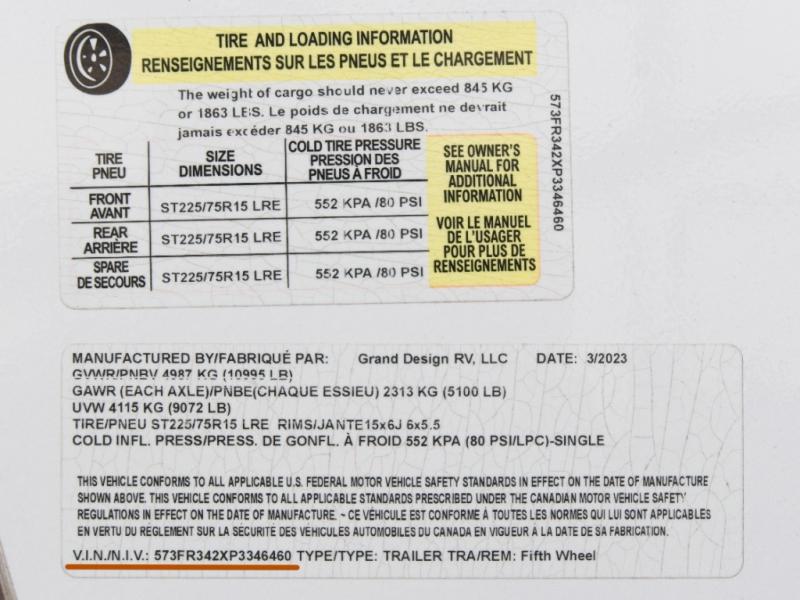 TIRE AND LOADING INFORMATION
RENSEIGNEMENTS SUR LES PNEUS ET LE CHARGEMENT
The weight of cargo should never exceed 845 KG
or 1863 LBS. Le poids de chargement ne devrait
jamais excéder 845 KG ou 1863 LBS.
TIRE PNEU SIZE DIMENSIONS COLD TIRE PRESSURE PRESSION DES PNEUS À FROID
FRONT AVANT ST225/75R15 LRE 552 KPA /80 PSI
REAR ARRIÈRE ST225/75R15 LRE 552 KPA /80 PSI
SPARE DE SECOURS ST225/75R15 LRE 552 KPA /80 PSI
SEE OWNER'S
MANUAL FOR
ADDITIONAL
INFORMATION
VOIR LE MANUEL
DE L'USAGER
POUR PLUS DE
RENSEIGNEMENTS
573FR342XP3346460
MANUFACTURED BY/FABRIQUÉ PAR: Grand Design RV, LLC DATE: 3/2023
GVWR/PNBV 4987 KG (10995 LB)
GAWR (EACH AXLE)/PNBE(CHAQUE ESSIEU) 2313 KG (5100 LB)
UVW 4115 KG (9072 LB)
TIRE/PNEU ST225/75R15 LRE RIMS/JANTE15x6J 6x5.5
COLD INFL. PRESS/PRESS. DE GONFL. À FROID 552 KPA (80 PSI/LPC)-SINGLE
THIS VEHICLE CONFORMS TO ALL APPLICABLE U.S. FEDERAL MOTOR VEHICLE SAFETY STANDARDS IN EFFECT ON THE DATE OF MANUFACTURE
SHOWN ABOVE. THIS VEHICLE CONFORMS TO ALL APPLICABLE STANDARDS PRESCRIBED UNDER THE CANADIAN MOTOR VEHICLE SAFETY
REGULATIONS IN EFFECT ON THE DATE OF MANUFACTURE. ~ CE VÉHICULE EST CONFORME À TOUTES LES NORMES QUI LUI SONT APPLICABLES
EN VERTU DU REGLEMENT SUR LA SÉCURITÉ DES VÉHICULES AUTOMOBILES DU CANADA EN VIGUEUR À LA DATE DE SA FABRICATION.
V.I.N./N.I.V.: 573FR342XP3346460 TYPE/TYPE: TRAILER TRA/REM: Fifth Wheel